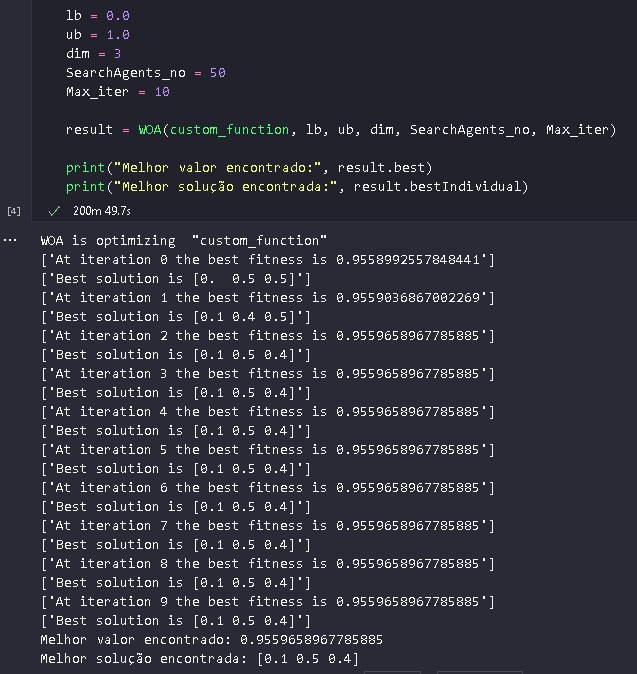 lb = 0.0
ub = 1.0
dim = 3
SearchAgents_no = 50
Max_iter = 10
result = WOA(custom_function, lb, ub, dim, SearchAgents_no, Max_iter)
print("Melhor valor encontrado:", result.best)
print("Melhor solução encontrada:", result.bestIndividual)
[4] ✓ 200m 49.7s
... WOA is optimizing  "custom_function"
['At iteration 0 the best fitness is 0.9558992557848441']
['Best solution is [0.  0.5 0.5]']
['At iteration 1 the best fitness is 0.9559036867002269']
['Best solution is [0.1 0.4 0.5]']
['At iteration 2 the best fitness is 0.9559658967785885']
['Best solution is [0.1 0.5 0.4]']
['At iteration 3 the best fitness is 0.9559658967785885']
['Best solution is [0.1 0.5 0.4]']
['At iteration 4 the best fitness is 0.9559658967785885']
['Best solution is [0.1 0.5 0.4]']
['At iteration 5 the best fitness is 0.9559658967785885']
['Best solution is [0.1 0.5 0.4]']
['At iteration 6 the best fitness is 0.9559658967785885']
['Best solution is [0.1 0.5 0.4]']
['At iteration 7 the best fitness is 0.9559658967785885']
['Best solution is [0.1 0.5 0.4]']
['At iteration 8 the best fitness is 0.9559658967785885']
['Best solution is [0.1 0.5 0.4]']
['At iteration 9 the best fitness is 0.9559658967785885']
['Best solution is [0.1 0.5 0.4]']
Melhor valor encontrado: 0.9559658967785885
Melhor solução encontrada: [0.1 0.5 0.4]